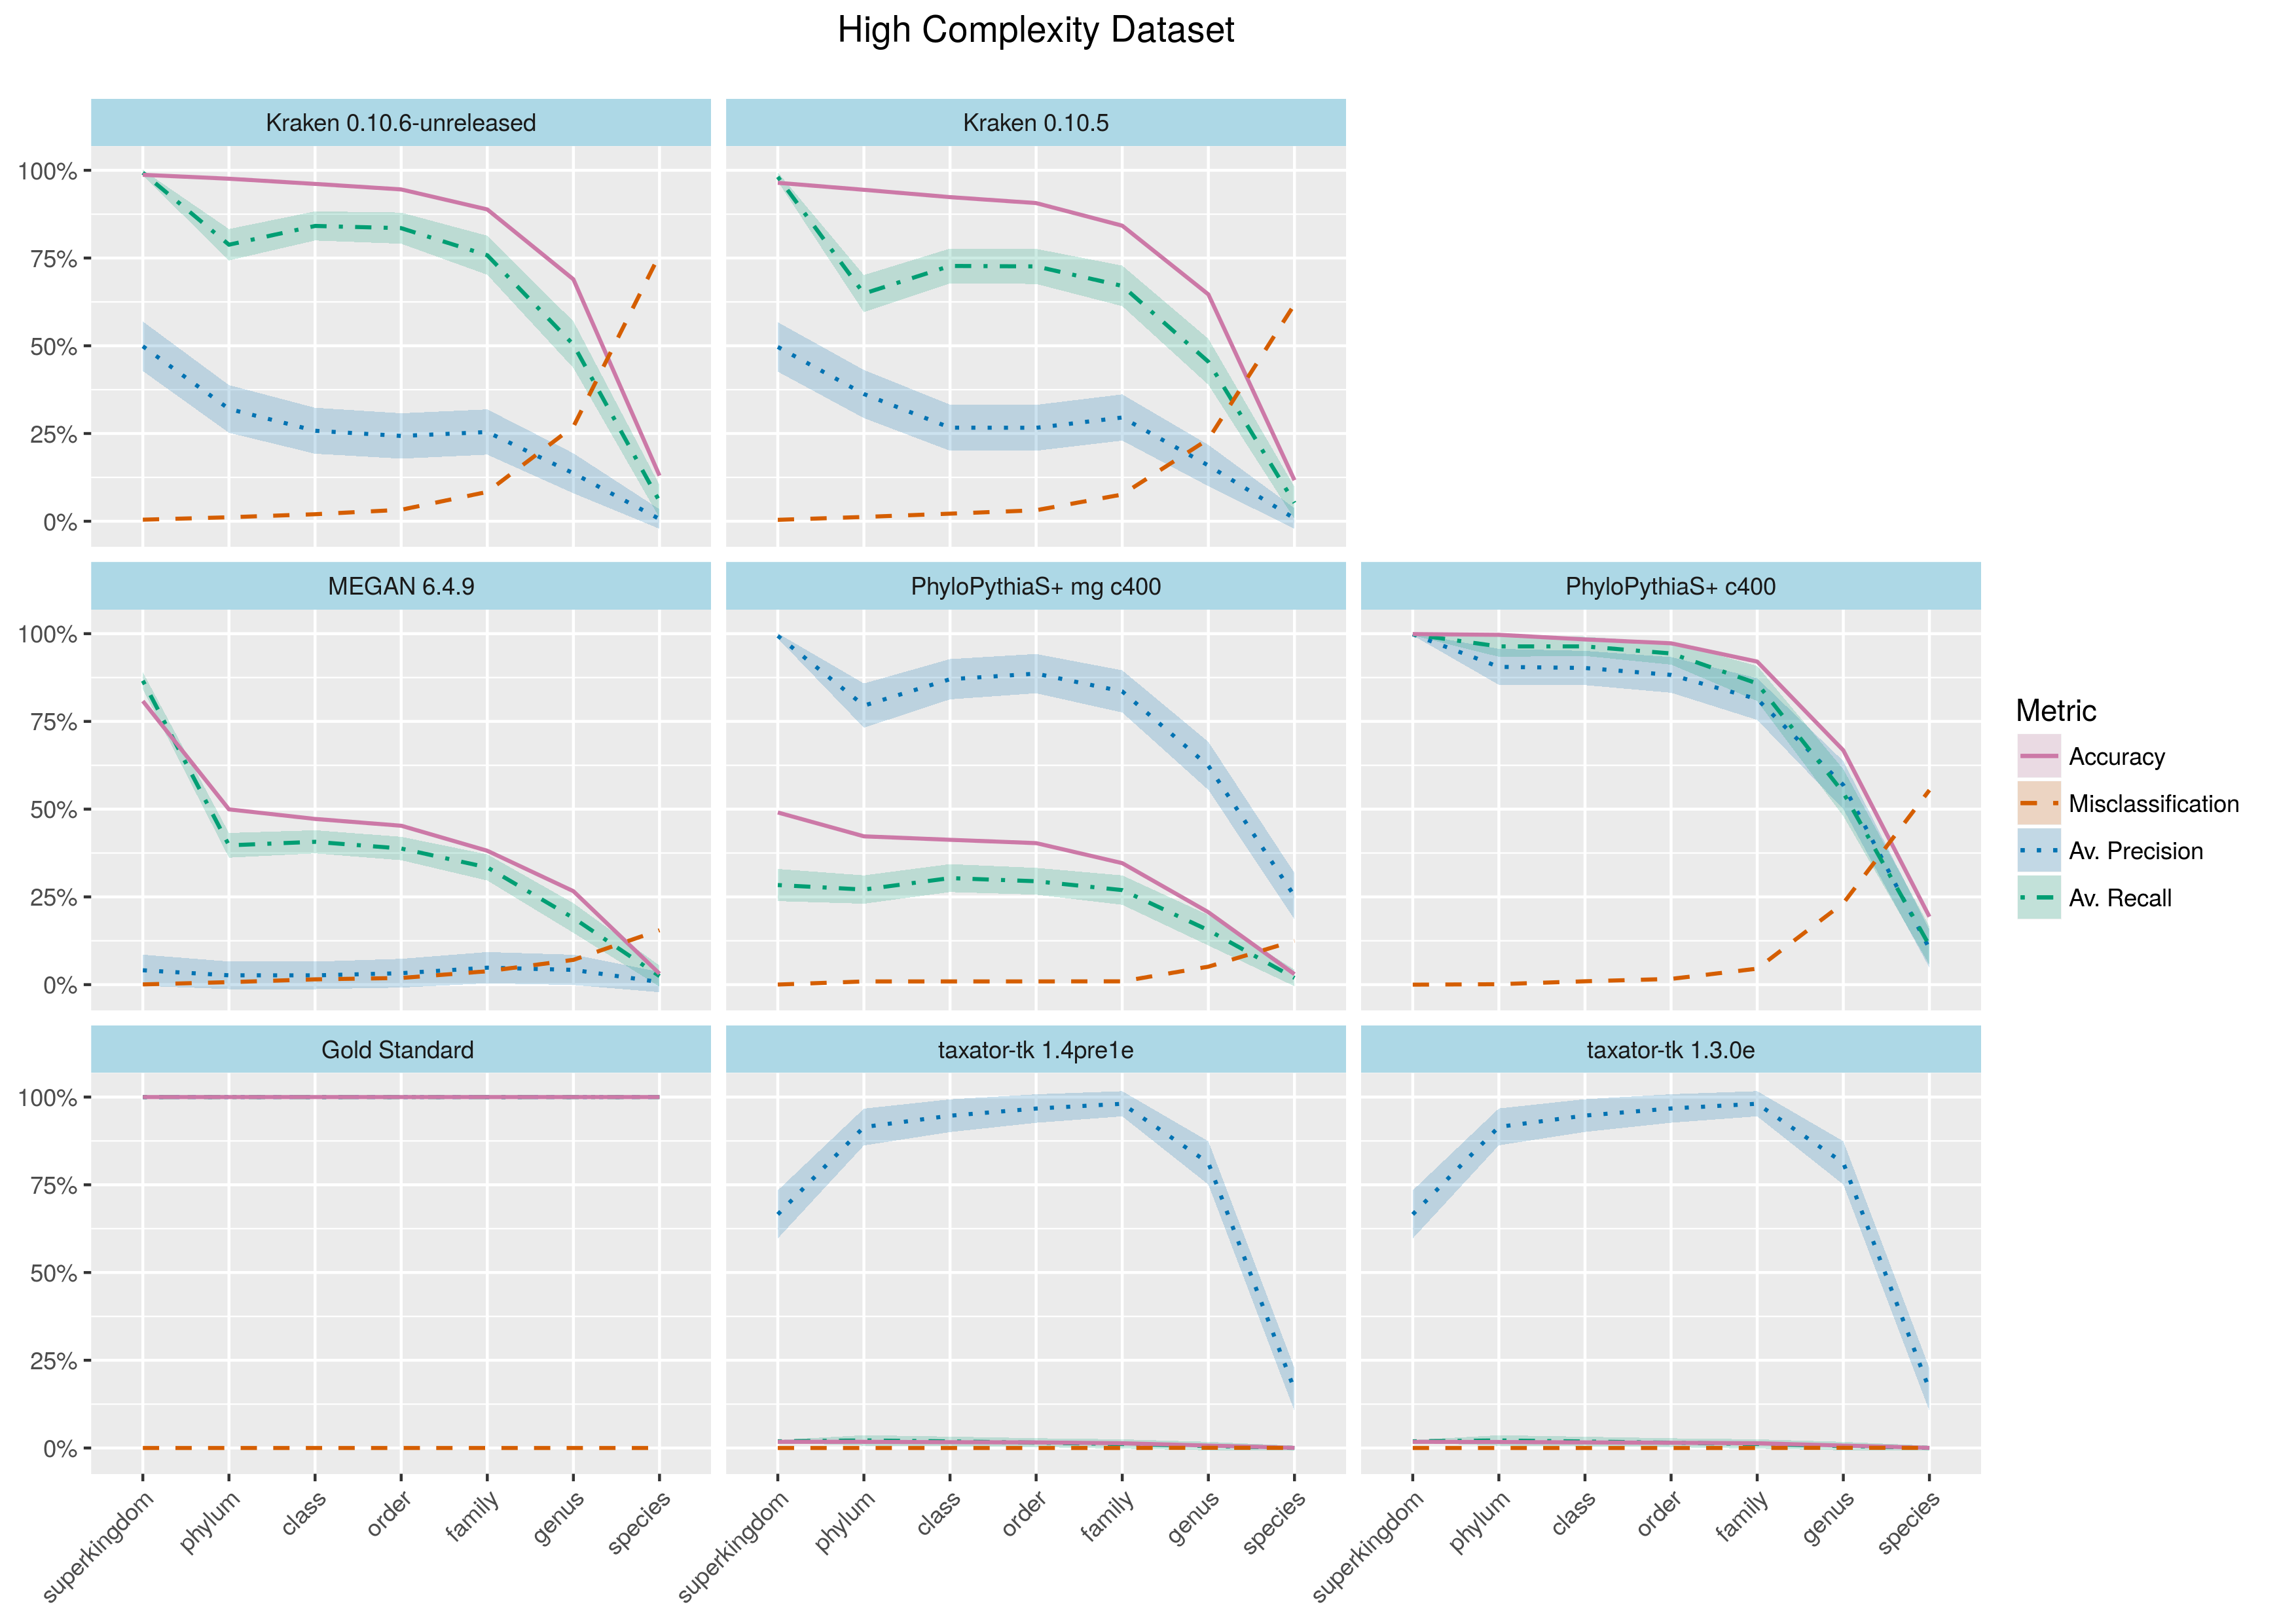 High Complexity Dataset
Kraken 0.10.6-unreleased
Kraken 0.10.5
100%
75%
50%
25%
0%
MEGAN 6.4.9
PhyloPythiaS+ mg c400
PhyloPythiaS+ c400
100%
75%
50%
25%
0%
Metric
Accuracy
Misclassification
Av. Precision
Av. Recall
Gold Standard
taxator-tk 1.4pre1e
taxator-tk 1.3.0e
100%
75%
50%
25%
0%
superkingdom
phylum
class
order
family
genus
species
superkingdom
phylum
class
order
family
genus
species
superkingdom
phylum
class
order
family
genus
species